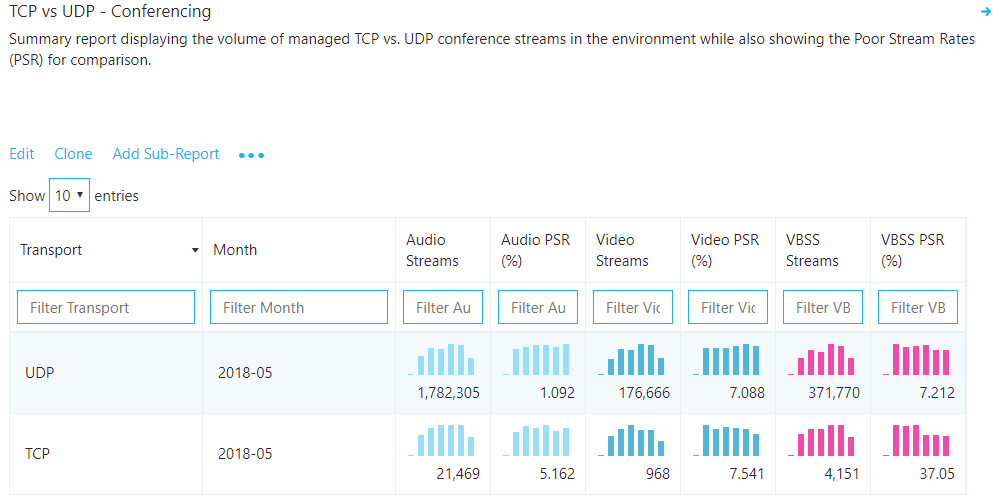 TCP vs UDP - Conferencing
Summary report displaying the volume of managed TCP vs. UDP conference streams in the environment while also showing the Poor Stream Rates
(PSR) for comparison.
Edit Clone Add Sub-Report
Show 10 entries
Transport Month Audio Streams Audio PSR (%) Video Streams Video PSR (%) VBSS Streams VBSS PSR (%)
Filter Transport Filter Month Filter Au Filter Au Filter Vic Filter Vic Filter VB Filter VB
UDP 2018-05 1,782,305 1.092 176,666 7.088 371,770 7.212
TCP 2018-05 21,469 5.162 968 7.541 4,151 37.05